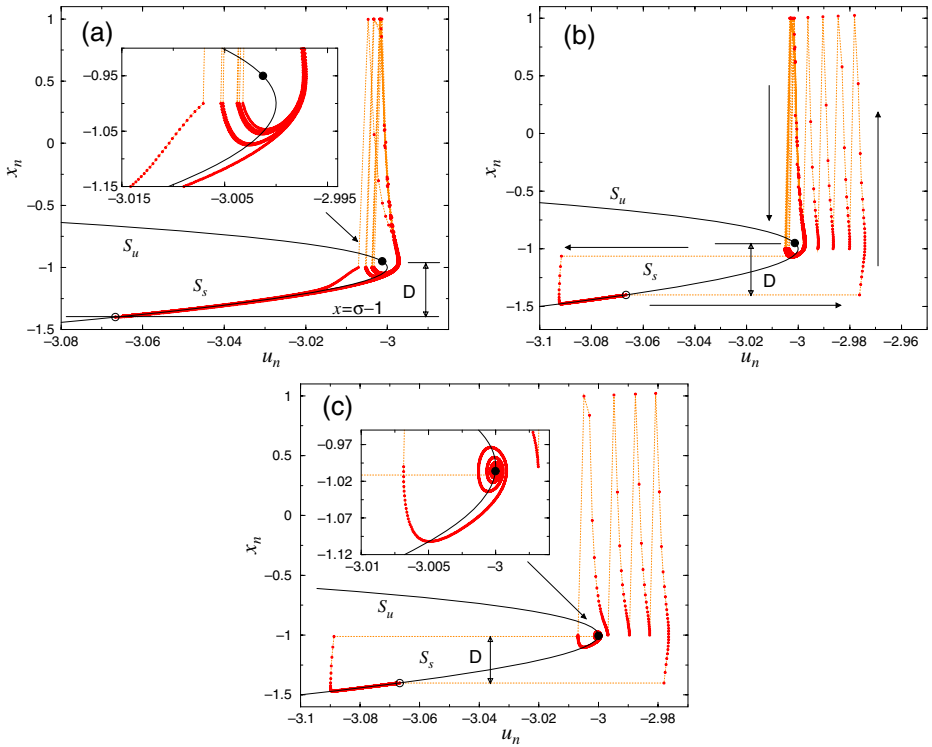 (a)
1
0.5
0
−0.5
−1
−1.5
x_n
−0.95
−1.05
−1.15
−3.015
−3.005
−2.995
S_u
S_s
D
x=σ−1
−3.08
−3.06
−3.04
−3.02
−3
u_n
(b)
1
0.5
0
−0.5
−1
−1.5
x_n
S_u
S_s
D
−3.1
−3.08
−3.06
−3.04
−3.02
−3
−2.98
−2.96
u_n
(c)
1
0.5
0
−0.5
−1
−1.5
x_n
−0.97
−1.02
−1.07
−1.12
−3.01
−3.005
−3
S_u
S_s
D
−3.1
−3.08
−3.06
−3.04
−3.02
−3
−2.98
u_n